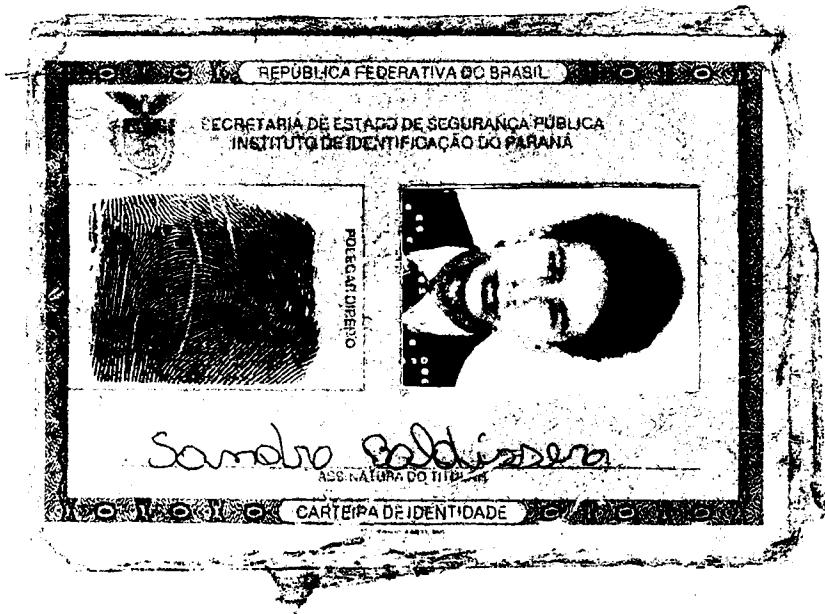 REPÚBLICA FEDERATIVA DO BRASIL
SECRETARIA DE ESTADO DE SEGURANÇA PÚBLICA
INSTITUTO DE IDENTIFICAÇÃO DO PARANÁ
POLEGAR DIREITO
Sandro Baldissera
ASSINATURA DO TITULAR
CARTEIRA DE IDENTIDADE